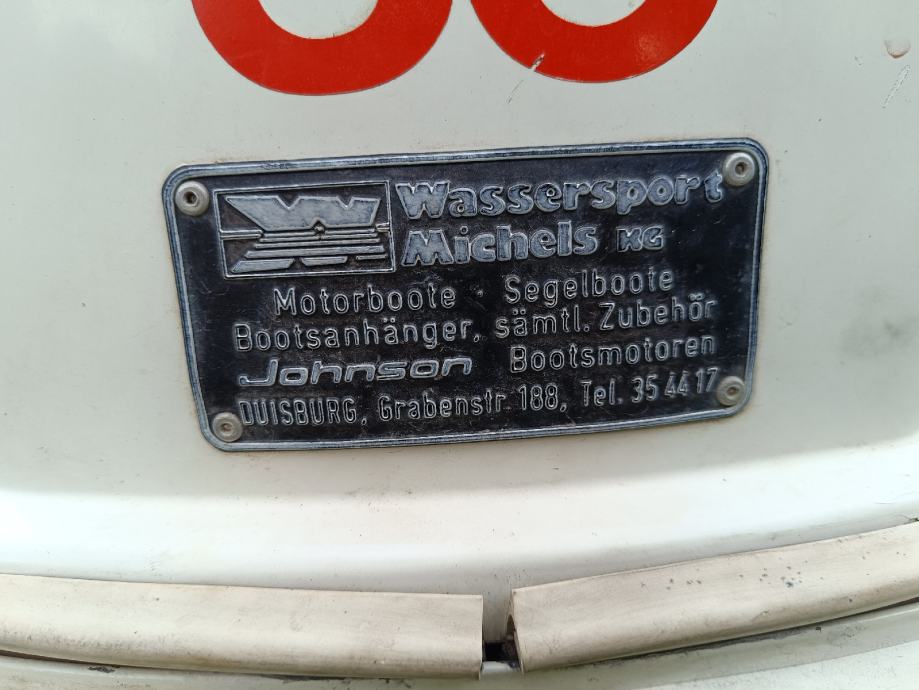 Wassersport
Michels KG
Motorboote - Segelboote
Bootsanhänger, sämtl. Zubehör
Johnson Bootsmotoren
DUISBURG, Grabenstr. 188, Tel. 35 44 17